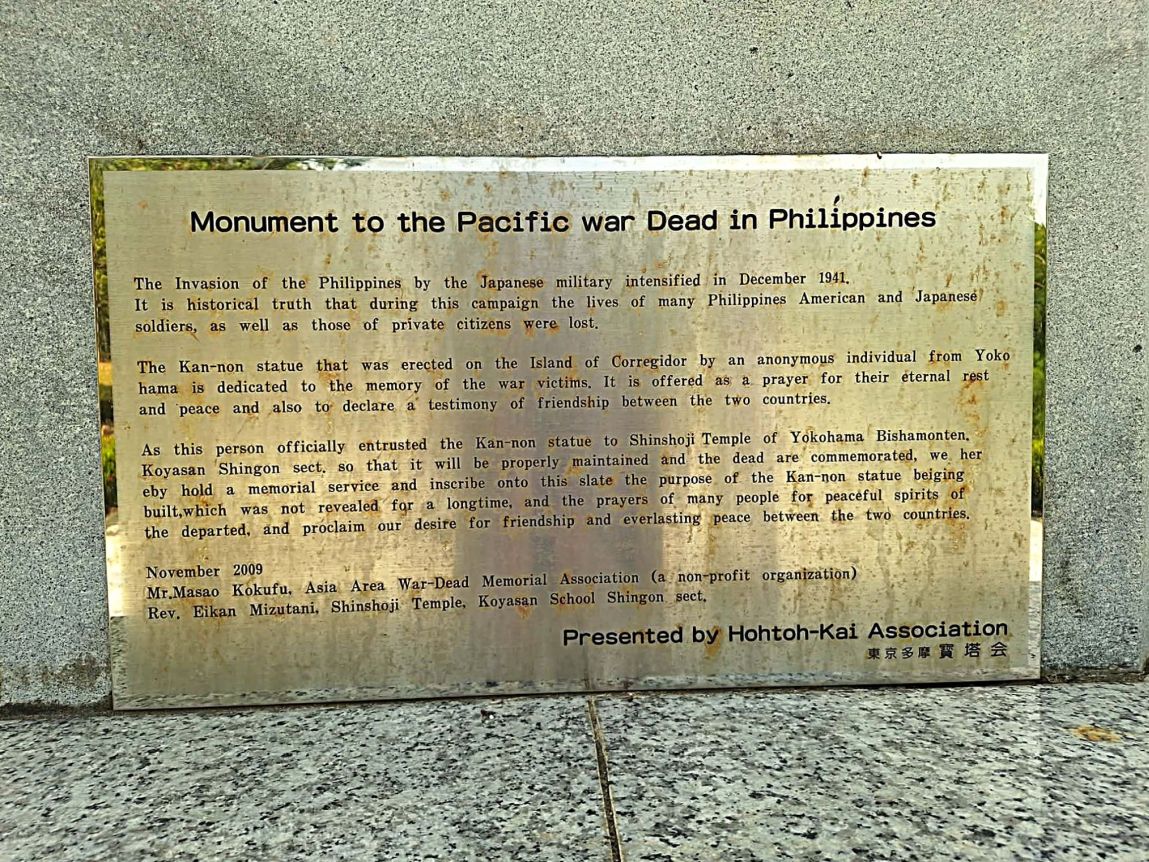 Monument to the Pacific war Dead in Philippines
The Invasion of the Philippines by the Japanese military intensified in December 1941.
It is historical truth that during this campaign the lives of many Philippines American and Japanese
soldiers, as well as those of private citizens were lost.
The Kan-non statue that was erected on the Island of Corregidor by an anonymous individual from Yoko
hama is dedicated to the memory of the war victims. It is offered as a prayer for their eternal rest
and peace and also to declare a testimony of friendship between the two countries.
As this person officially entrusted the Kan-non statue to Shinshoji Temple of Yokohama Bishamonten,
Koyasan Shingon sect. so that it will be properly maintained and the dead are commemorated, we her
eby hold a memorial service and inscribe onto this slate the purpose of the Kan-non statue beiging
built,which was not revealed for a longtime, and the prayers of many people for peaceful spirits of
the departed, and proclaim our desire for friendship and everlasting peace between the two countries.
November 2009
Mr.Masao Kokufu, Asia Area War-Dead Memorial Association (a non-profit organization)
Rev. Eikan Mizutani, Shinshoji Temple, Koyasan School Shingon sect.
Presented by Hohtoh-Kai Association
東京多摩 寳塔会